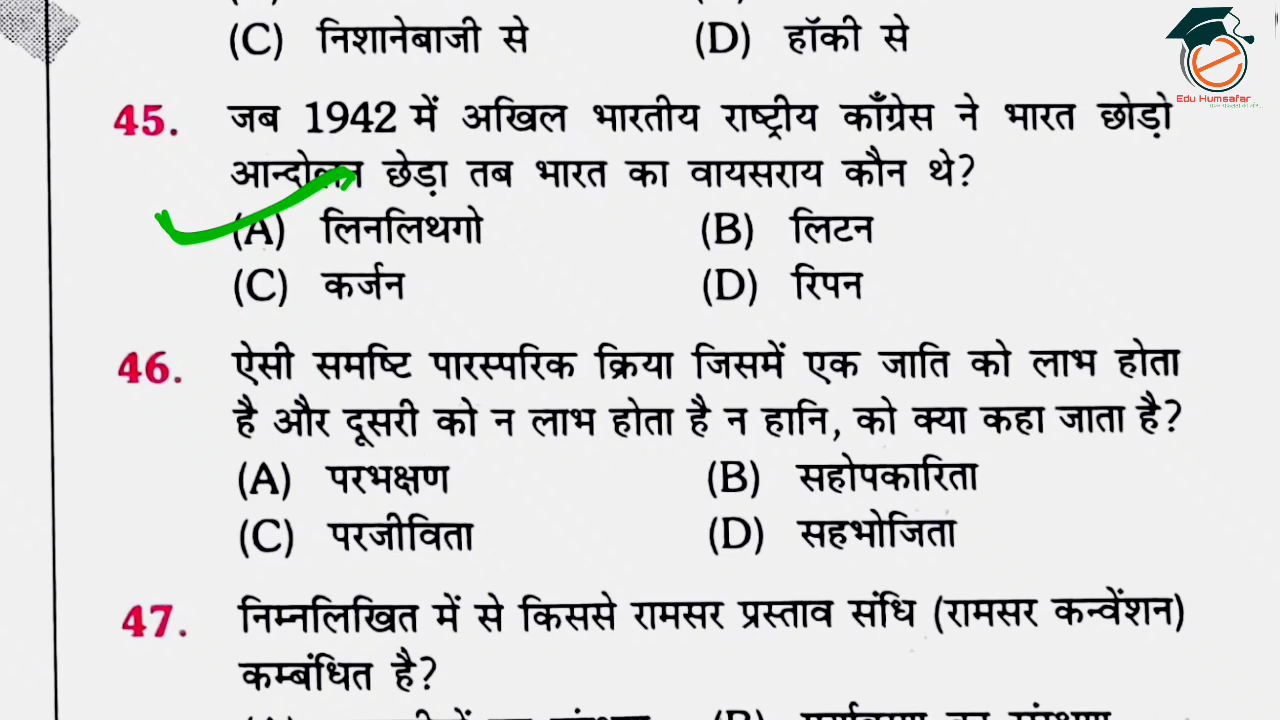 (C) निशानेबाजी से (D) हॉकी से
Edu Humsafar
45. जब 1942 में अखिल भारतीय राष्ट्रीय काँग्रेस ने भारत छोड़ो
आन्दोलन छेड़ा तब भारत का वायसराय कौन थे?
(A) लिनलिथगो (B) लिटन
(C) कर्जन (D) रिपन
46. ऐसी समष्टि पारस्परिक क्रिया जिसमें एक जाति को लाभ होता
है और दूसरी को न लाभ होता है न हानि, को क्या कहा जाता है?
(A) परभक्षण (B) सहोपकारिता
(C) परजीविता (D) सहभोजिता
47. निम्नलिखित में से किससे रामसर प्रस्ताव संधि (रामसर कन्वेंशन)
कम्बंधित है?